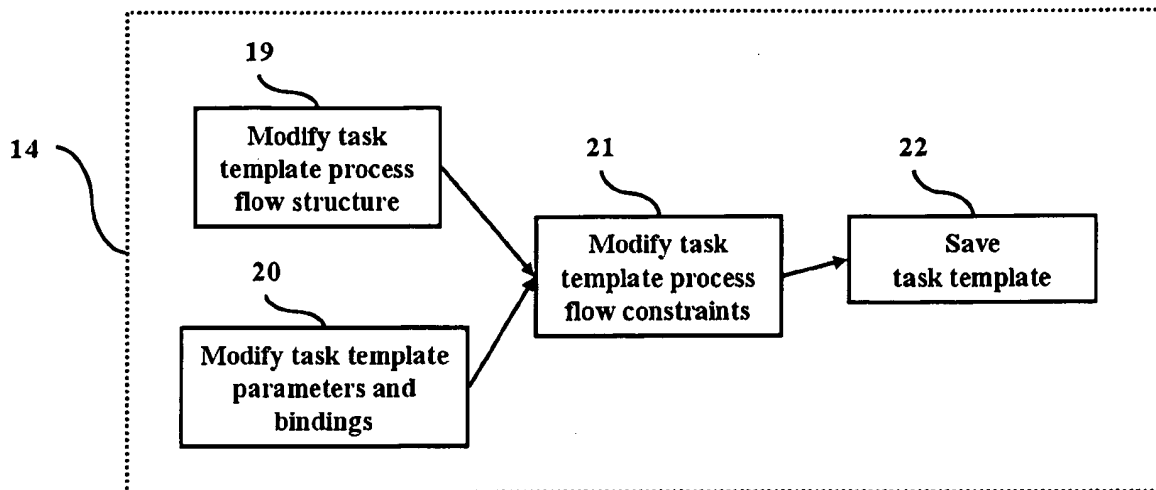 19
Modify task
template process
flow structure
14
20
Modify task template
parameters and
bindings
21
Modify task
template process
flow constraints
22
Save
task template